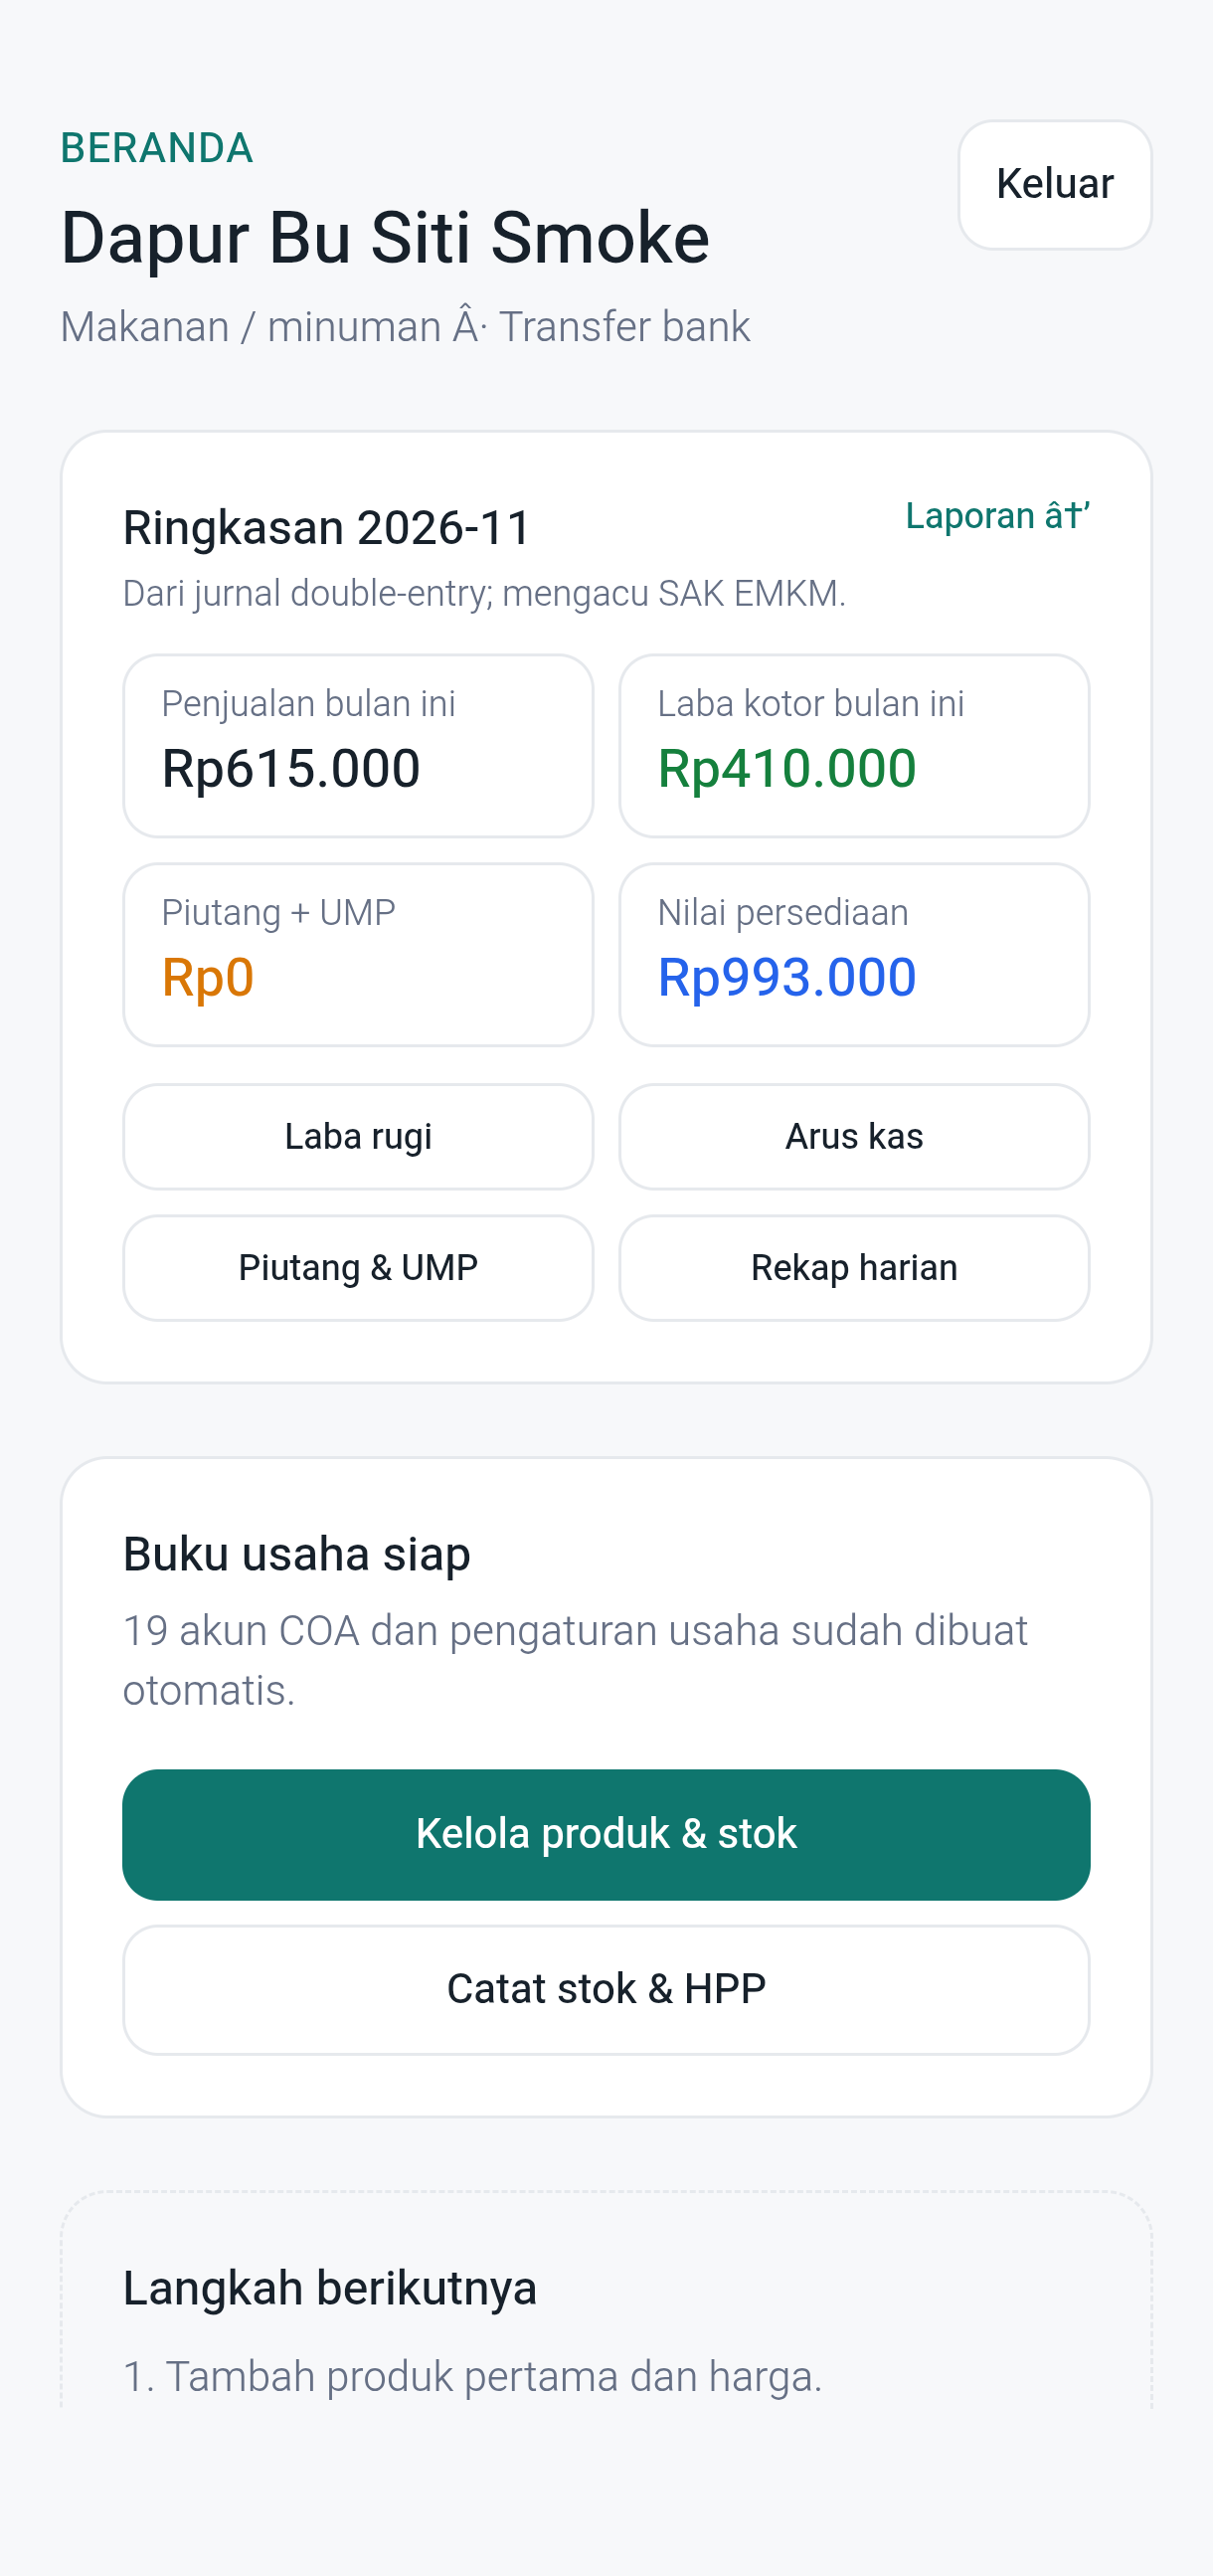 BERANDA
Keluar
Dapur Bu Siti Smoke
Makanan / minuman Â· Transfer bank
Ringkasan 2026-11
Laporan â†’
Dari jurnal double-entry; mengacu SAK EMKM.
Penjualan bulan ini
Rp615.000
Laba kotor bulan ini
Rp410.000
Piutang + UMP
Rp0
Nilai persediaan
Rp993.000
Laba rugi
Arus kas
Piutang & UMP
Rekap harian
Buku usaha siap
19 akun COA dan pengaturan usaha sudah dibuat
otomatis.
Kelola produk & stok
Catat stok & HPP
Langkah berikutnya
1. Tambah produk pertama dan harga.